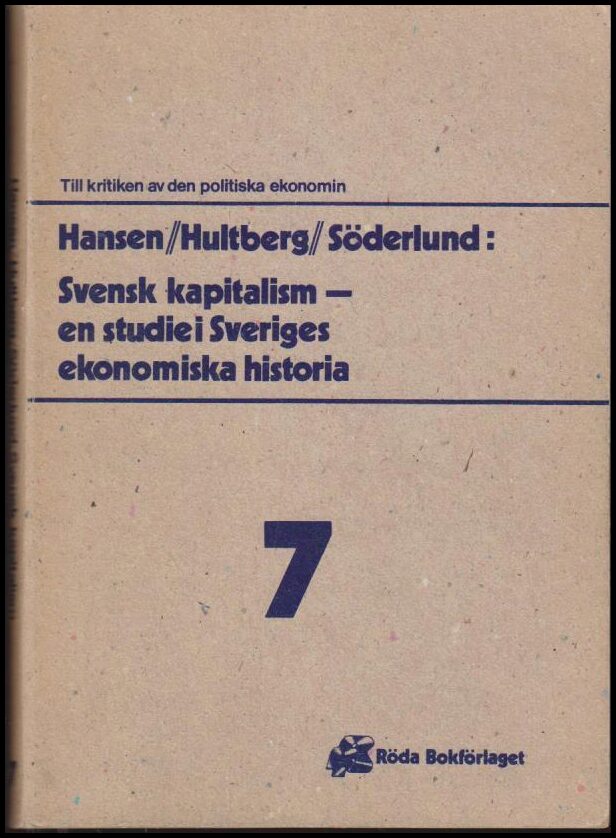 Till kritiken av den politiska ekonomin
Hansen//Hultberg//Söderlund:
Svensk kapitalism —
en studie i Sveriges
ekonomiska historia
7
Röda Bokförlaget